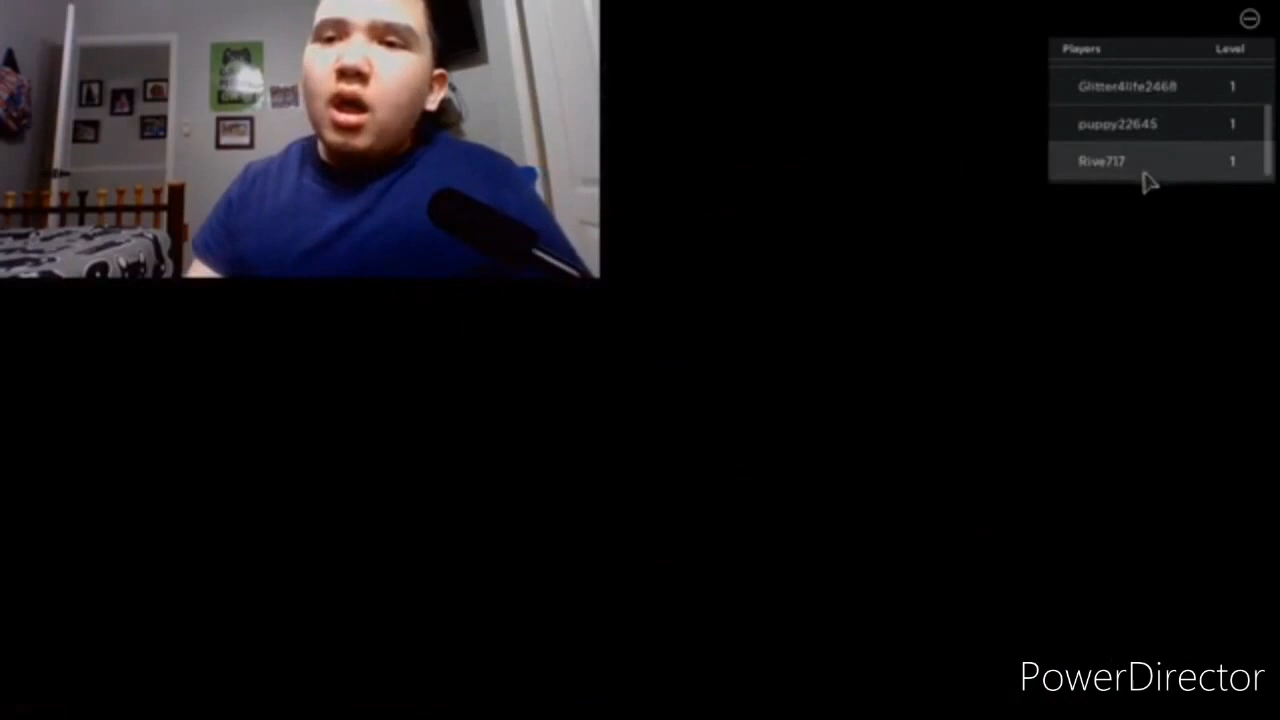 Players Level
Glitter4life2468 1
puppy22645 1
Rive717 1
PowerDirector